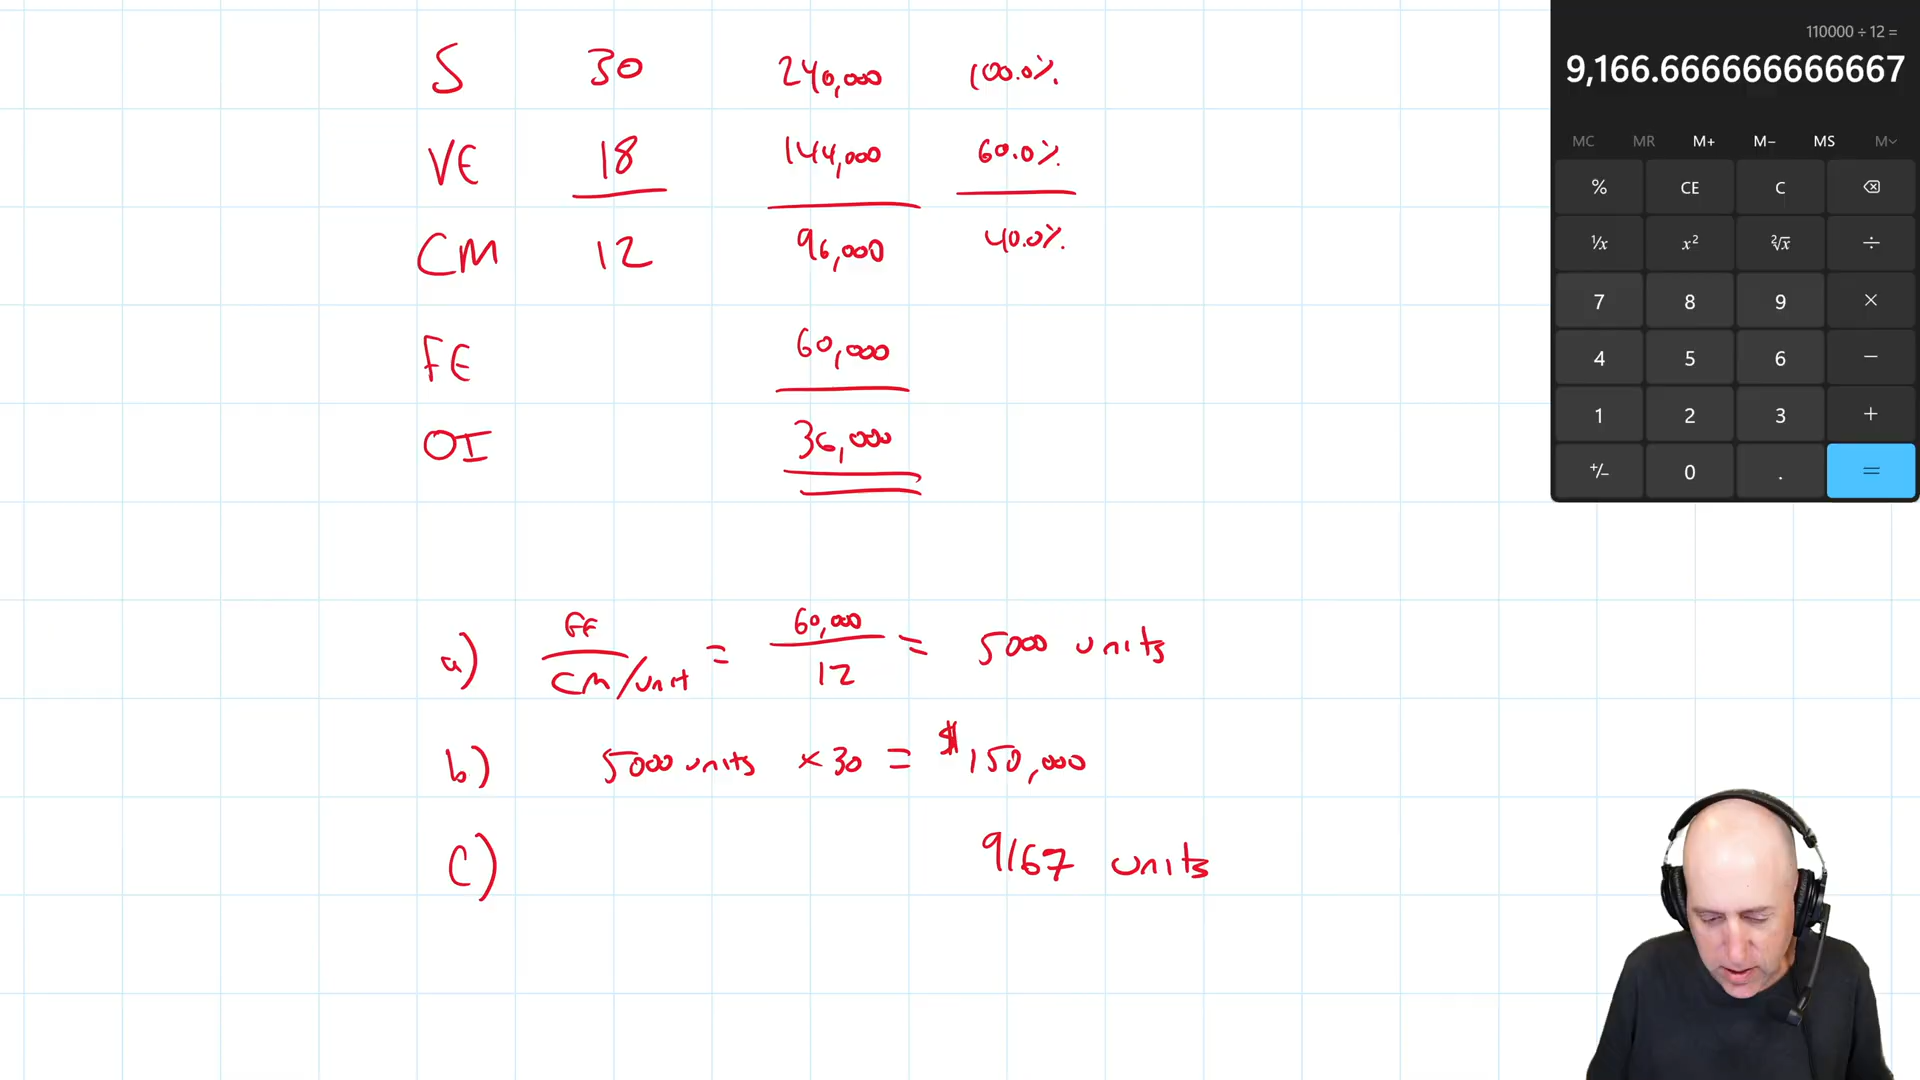 S 30 240,000 100.0%
VE 18 144,000 60.0%
CM 12 96,000 40.0%
FE 60,000
OI 36,000
a) FE / CM/unit = 60,000 / 12 = 5000 units
b) 5000 units × 30 = $150,000
c) 9167 units
110000 ÷ 12 =
9,166.666666666667
MC MR M+ M− MS M˅
% CE C ⌫
¹/x x² ²√x ÷
7 8 9 ×
4 5 6 −
1 2 3 +
+/− 0 . =